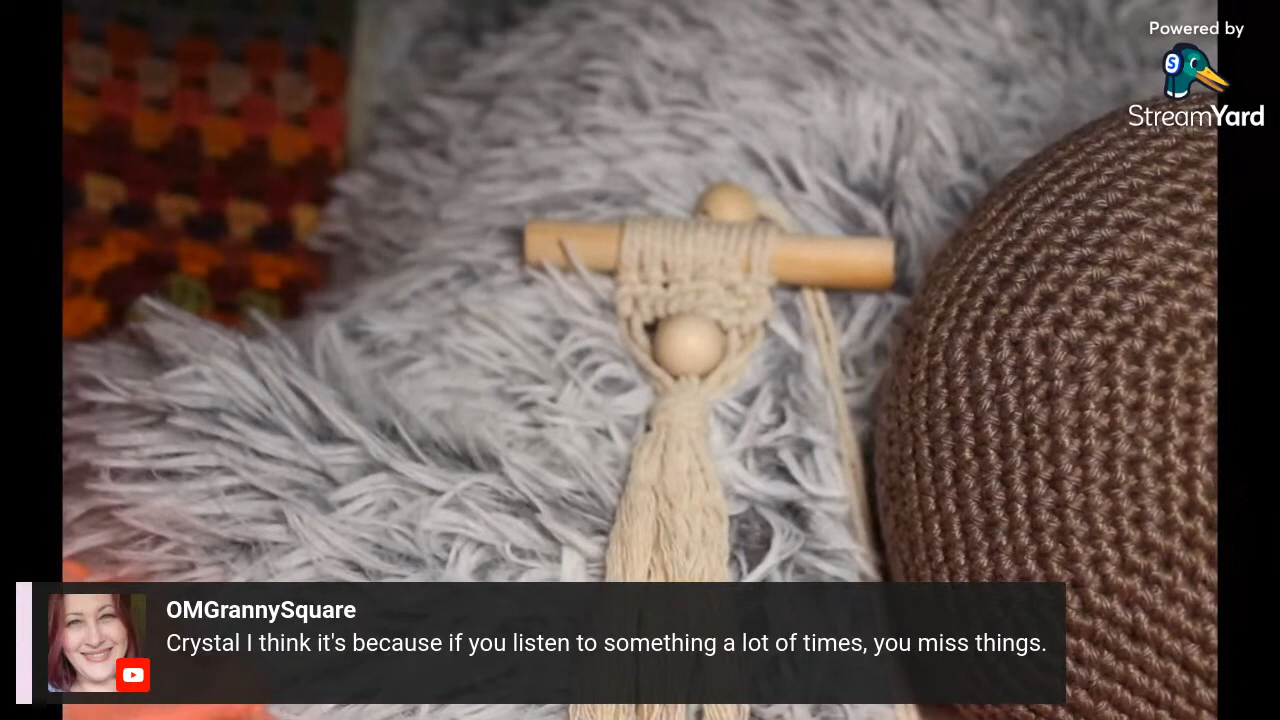 Powered by
S
StreamYard
OMGrannySquare
Crystal I think it's because if you listen to something a lot of times, you miss things.